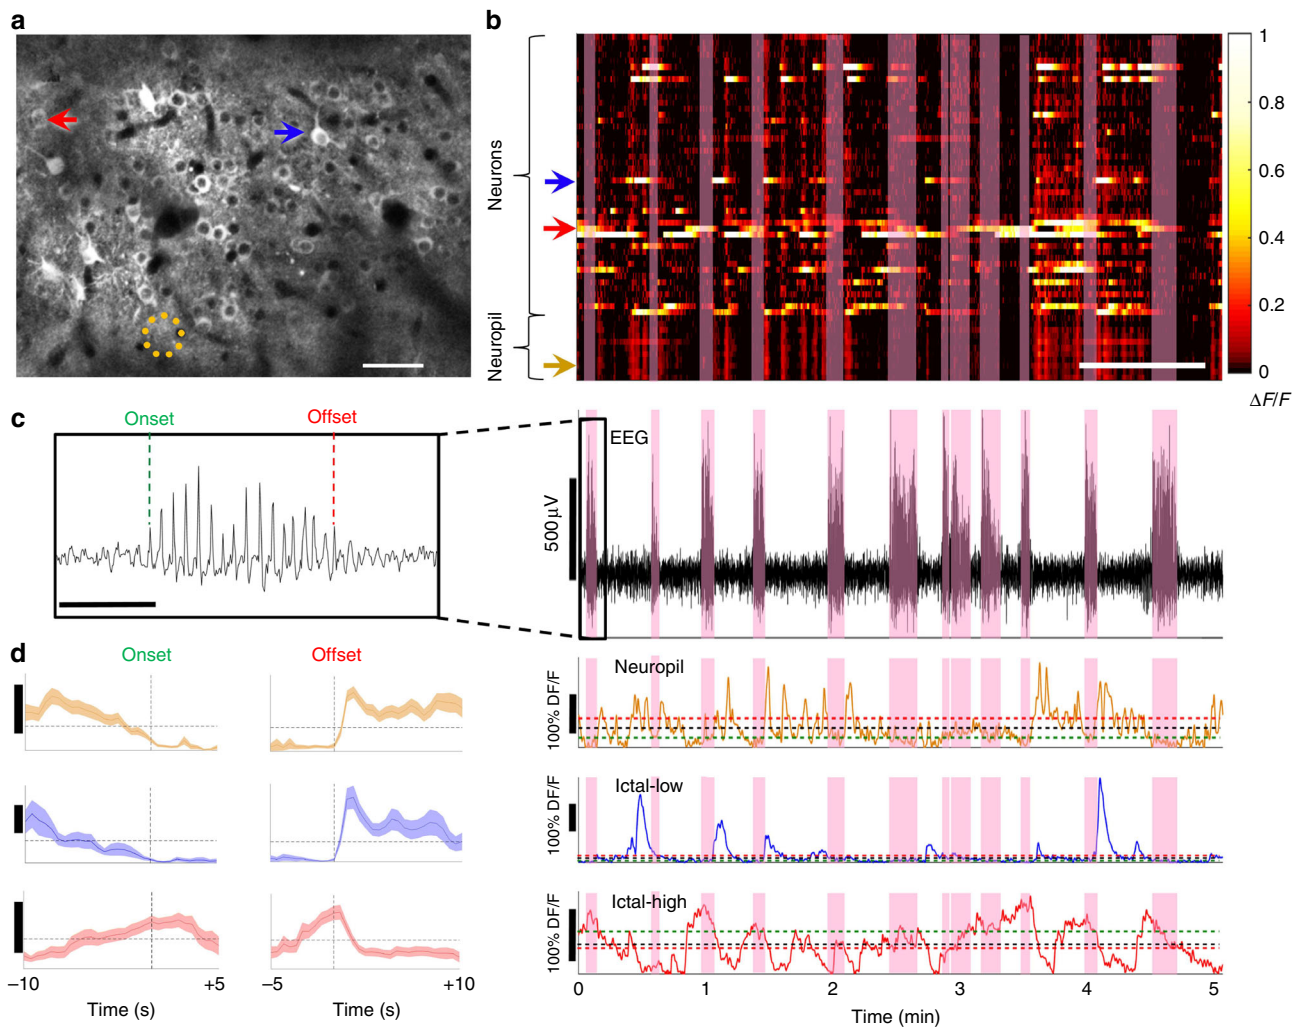 a
b
Neurons
Neuropil
1
0.8
0.6
0.4
0.2
0
ΔF/F
c
Onset
Offset
EEG
500 μV
d
Onset
Offset
Neuropil
100% DF/F
Ictal-low
100% DF/F
Ictal-high
100% DF/F
–10
+5
–5
+10
Time (s)
Time (s)
0
1
2
3
4
5
Time (min)